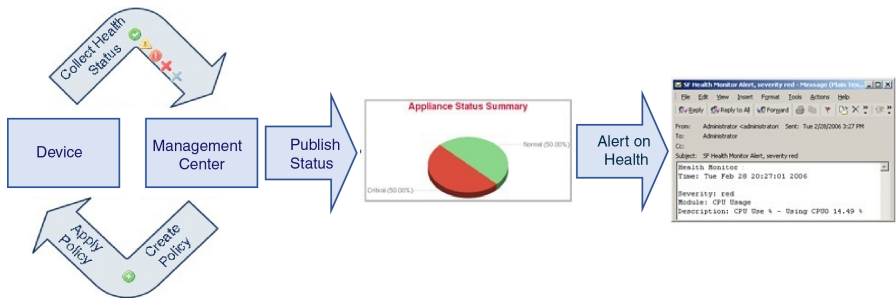 Collect Health
Status
Device
Management
Center
Apply
Policy
Create
Policy
Publish
Status
Appliance Status Summary
Normal (50.00%)
Critical (50.00%)
Alert on
Health
SF Health Monitor Alert, severity red - Message (Plain Tex...
File Edit View Insert Format Tools Actions Help
Reply Reply to All Forward
From: Administrator <administrator> Sent: Tue 2/28/2006 3:27 PM
To: Administrator
Cc:
Subject: SF Health Monitor Alert, severity red
Health Monitor
Time: Tue Feb 28 20:27:01 2006
Severity: red
Module: CPU Usage
Description: CPU Use % - Using CPU0 14.49 %